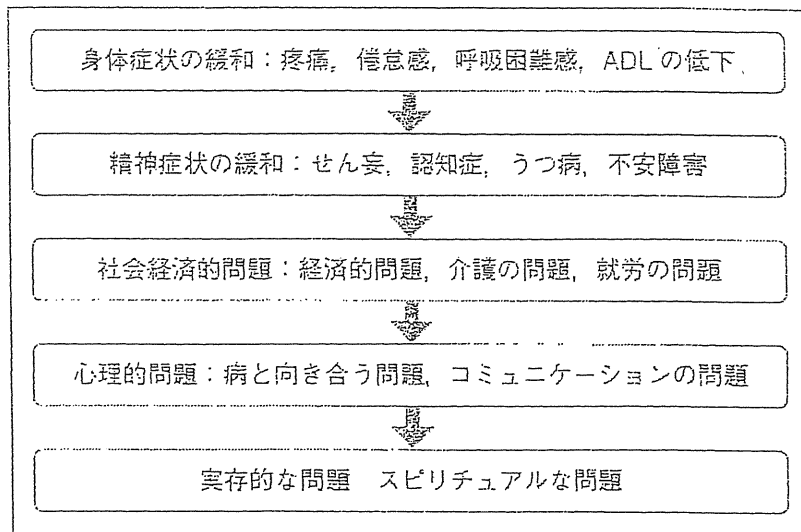 身体症状の緩和：疼痛，倦怠感，呼吸困難感，ADLの低下
精神症状の緩和：せん妄，認知症，うつ病，不安障害
社会経済的問題：経済的問題，介護の問題，就労の問題
心理的問題：病と向き合う問題，コミュニケーションの問題
実存的な問題　スピリチュアルな問題